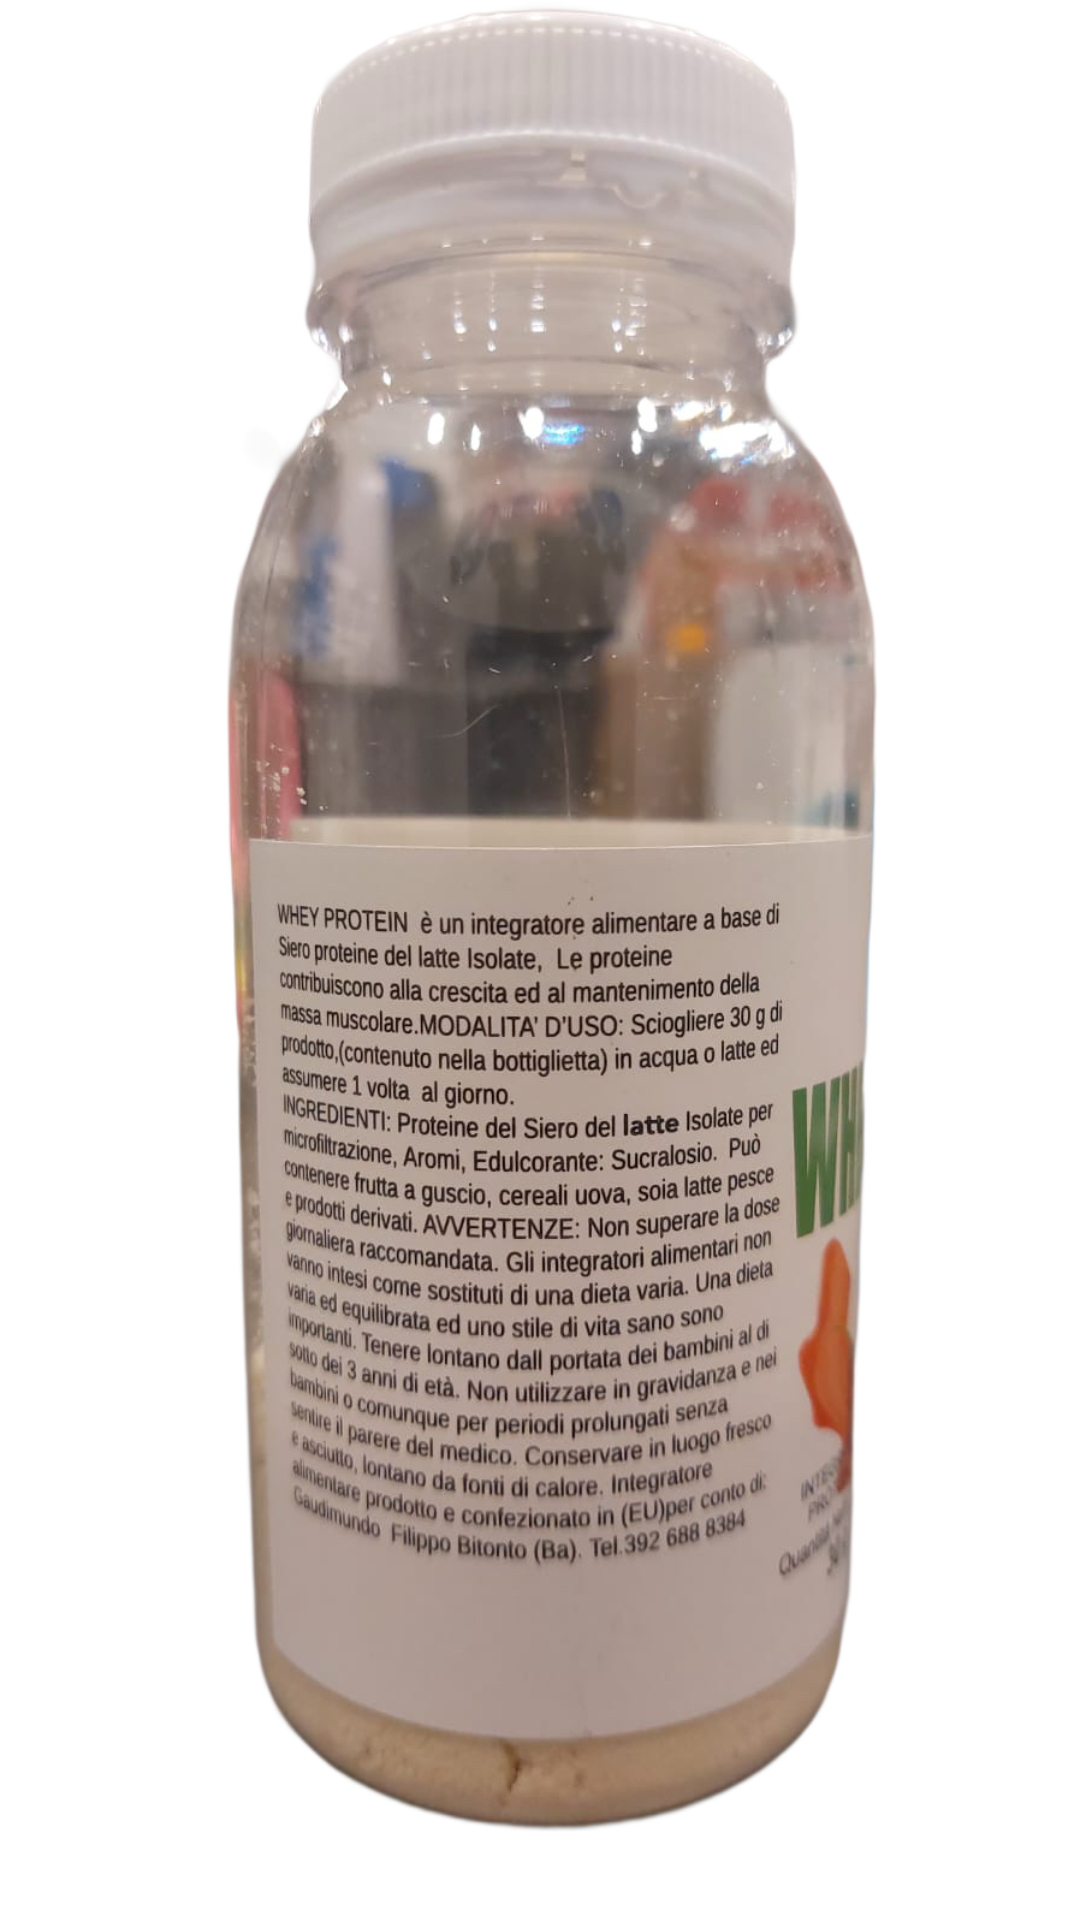 WHEY PROTEIN è un integratore alimentare a base di
Siero proteine del latte Isolate, Le proteine
contribuiscono alla crescita ed al mantenimento della
massa muscolare.MODALITA' D'USO: Sciogliere 30 g di
prodotto,(contenuto nella bottiglietta) in acqua o latte ed
assumere 1 volta al giorno.
INGREDIENTI: Proteine del Siero del latte Isolate per
microfiltrazione, Aromi, Edulcorante: Sucralosio. Può
contenere frutta a guscio, cereali uova, soia latte pesce
e prodotti derivati. AVVERTENZE: Non superare la dose
giornaliera raccomandata. Gli integratori alimentari non
vanno intesi come sostituti di una dieta varia. Una dieta
varia ed equilibrata ed uno stile di vita sano sono
importanti. Tenere lontano dall portata dei bambini al di
sotto dei 3 anni di età. Non utilizzare in gravidanza e nei
bambini o comunque per periodi prolungati senza
sentire il parere del medico. Conservare in luogo fresco
e asciutto, lontano da fonti di calore. Integratore
alimentare prodotto e confezionato in (EU)per conto di:
Gaudimundo Filippo Bitonto (Ba). Tel.392 688 8384
WH